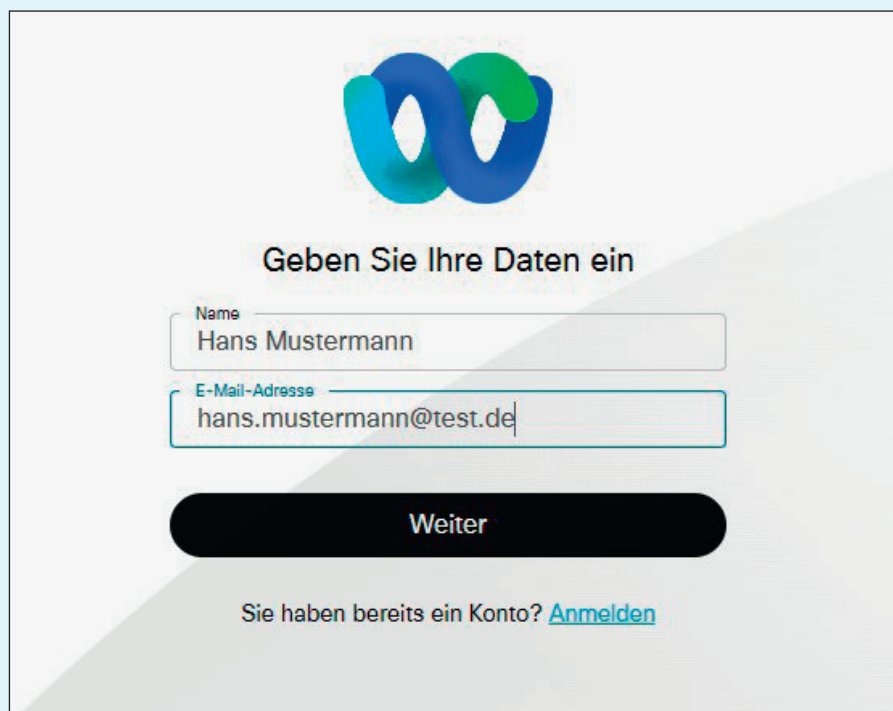 Geben Sie Ihre Daten ein
Name
Hans Mustermann
E-Mail-Adresse
hans.mustermann@test.de
Weiter
Sie haben bereits ein Konto? Anmelden